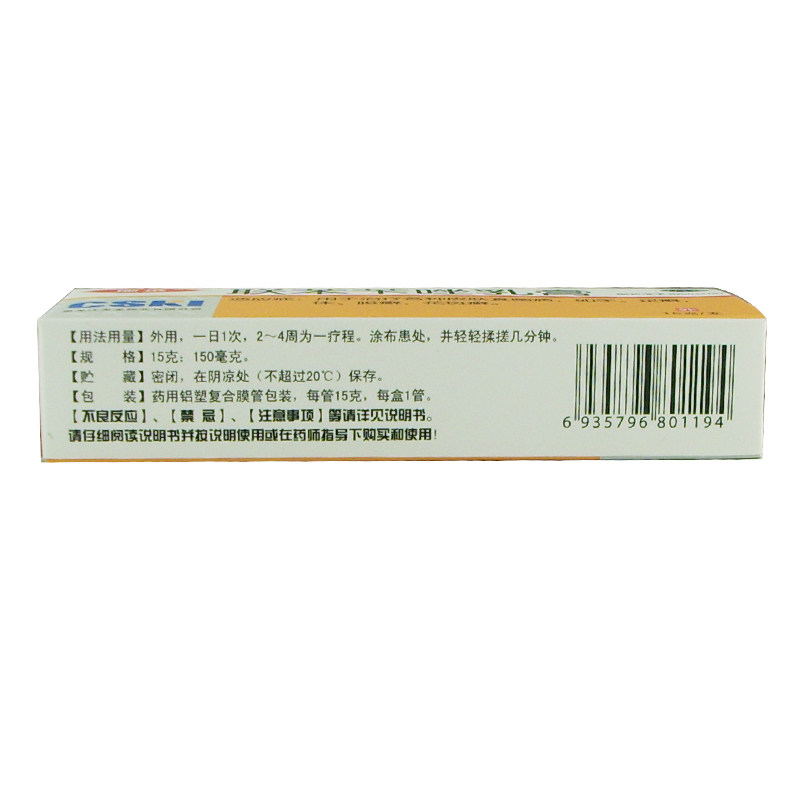 CSKI
联苯苄唑乳膏
【用法用量】外用，一日1次，2～4周为一疗程。涂布患处，并轻轻揉搓几分钟。
【规 格】15克：150毫克。
【贮 藏】密闭，在阴凉处（不超过20℃）保存。
【包 装】药用铝塑复合膜管包装，每管15克，每盒1管。
【不良反应】、【禁 忌】、【注意事项】等请详见说明书。
请仔细阅读说明书并按说明使用或在药师指导下购买和使用！
6 935796 801194